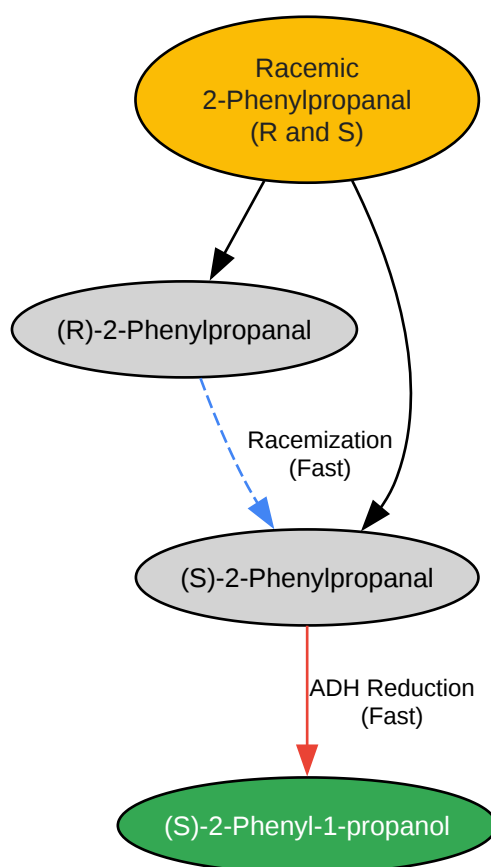 Racemic
2-Phenylpropanal
(R and S)
(R)-2-Phenylpropanal
Racemization
(Fast)
(S)-2-Phenylpropanal
ADH Reduction
(Fast)
(S)-2-Phenyl-1-propanol